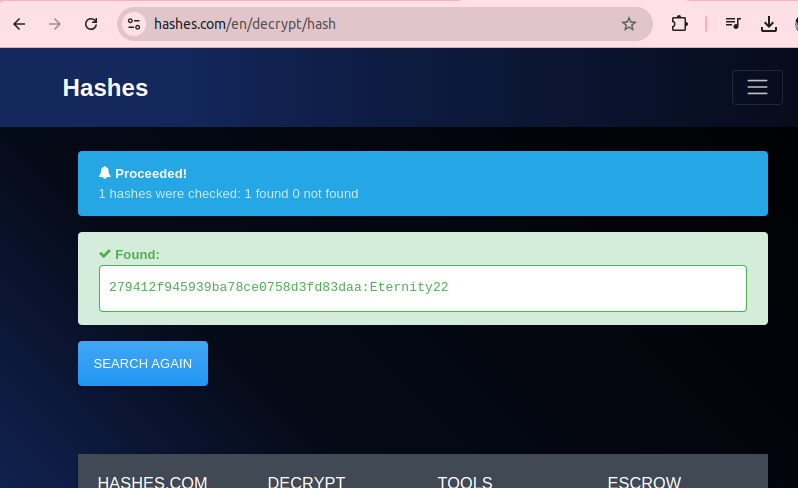 hashes.com/en/decrypt/hash
Hashes
Proceeded!
1 hashes were checked: 1 found 0 not found
Found:
279412f945939ba78ce0758d3fd83daa:Eternity22
SEARCH AGAIN
HASHES.COM DECRYPT TOOLS ESCROW